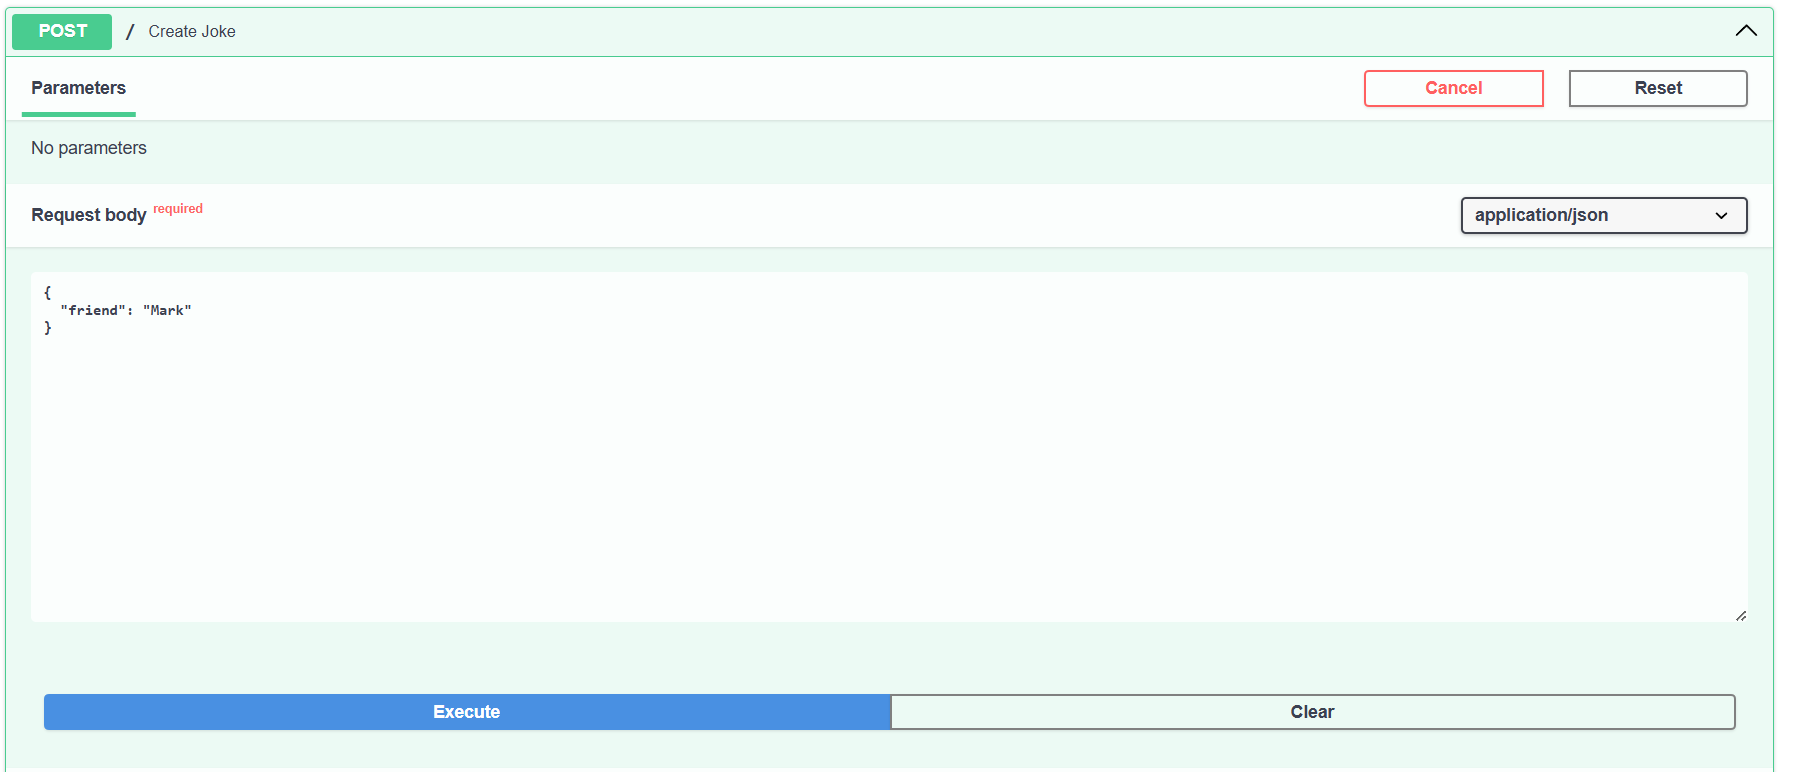 POST / Create Joke
Parameters
Cancel
Reset
No parameters
Request body required
application/json
{
  "friend": "Mark"
}
Execute
Clear